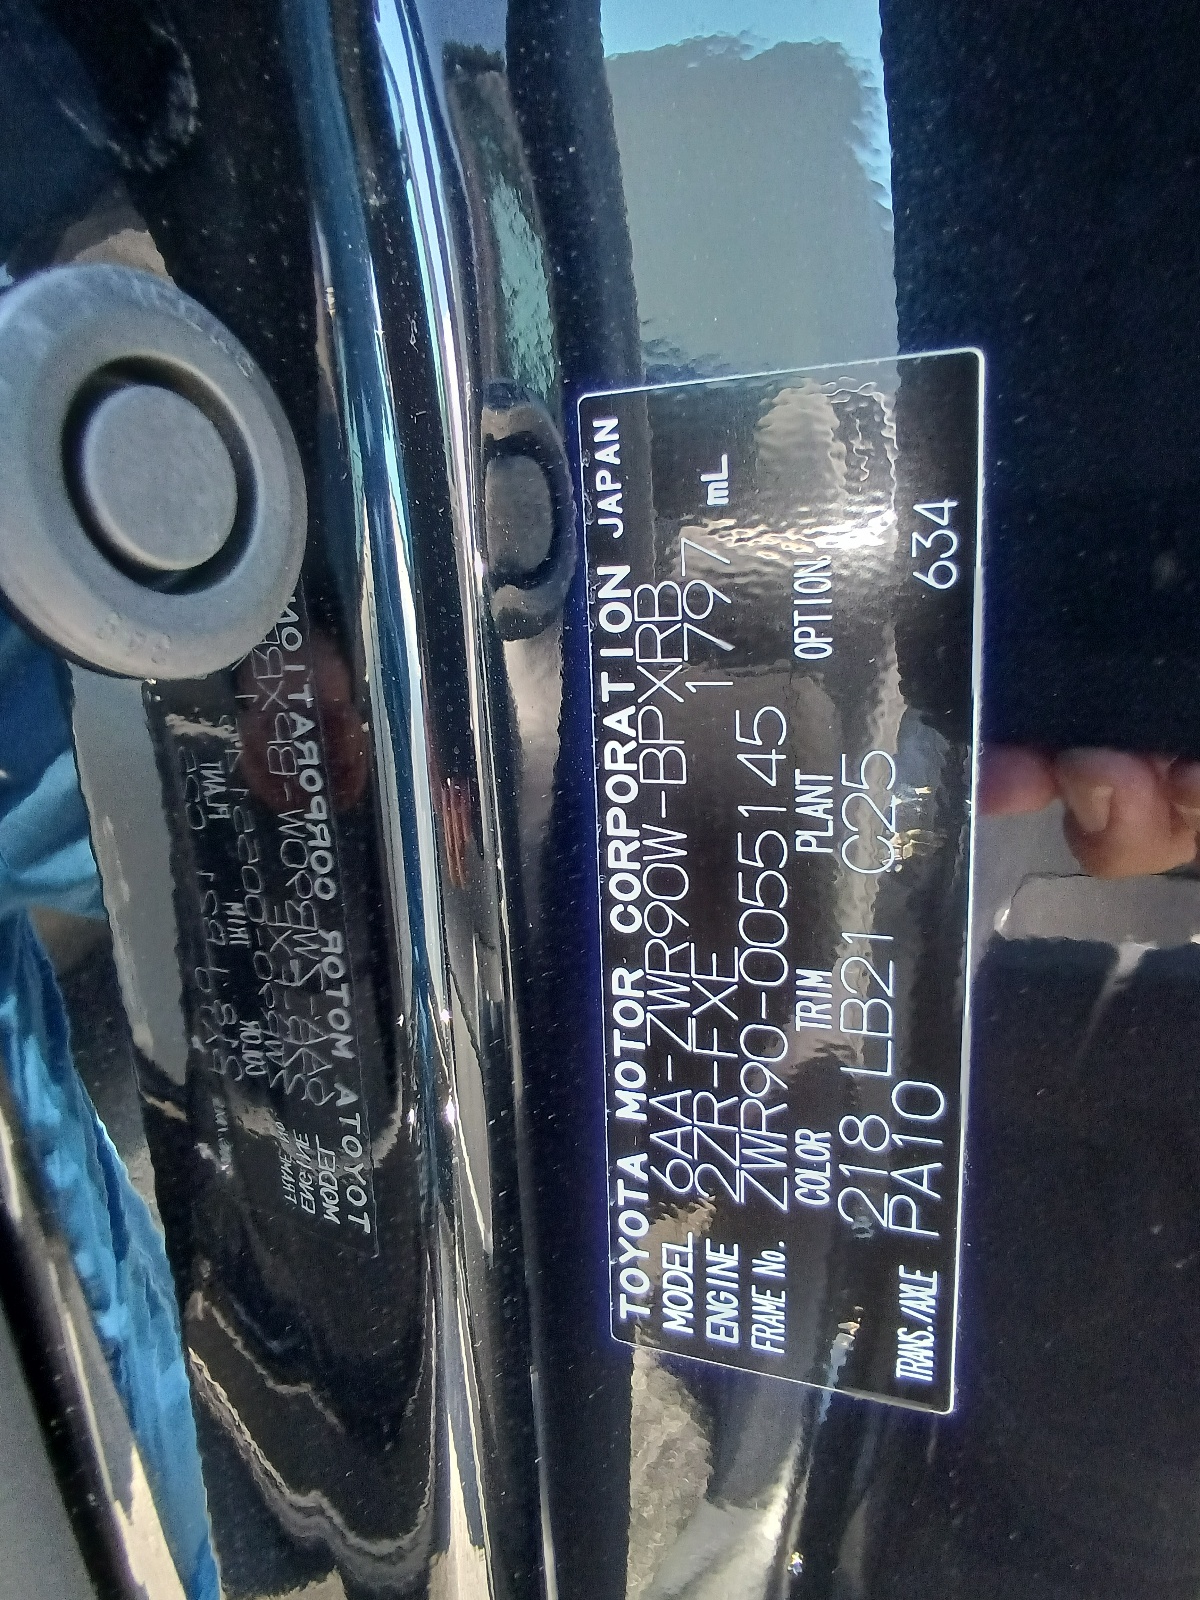 TOYOTA MOTOR CORPORATION JAPAN
MODEL 6AA-ZWR90W-BPXRB
ENGINE 2ZR-FXE 1797 mL
FRAME No. ZWR90-0055145
COLOR TRIM PLANT OPTION
218 LB21 C25
TRANS./AXLE PA10 634